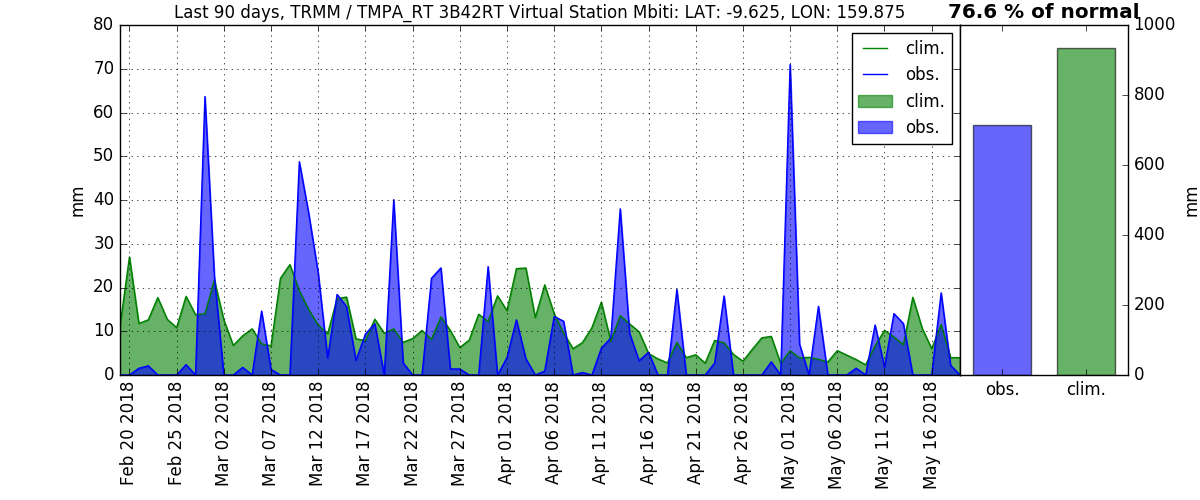 Last 90 days, TRMM / TMPA_RT 3B42RT Virtual Station Mbiti: LAT: -9.625, LON: 159.875
76.6 % of normal
80
70
60
50
40
30
20
10
0
mm
clim.
obs.
clim.
obs.
1000
800
600
400
200
0
mm
obs.
clim.
Feb 20 2018
Feb 25 2018
Mar 02 2018
Mar 07 2018
Mar 12 2018
Mar 17 2018
Mar 22 2018
Mar 27 2018
Apr 01 2018
Apr 06 2018
Apr 11 2018
Apr 16 2018
Apr 21 2018
Apr 26 2018
May 01 2018
May 06 2018
May 11 2018
May 16 2018